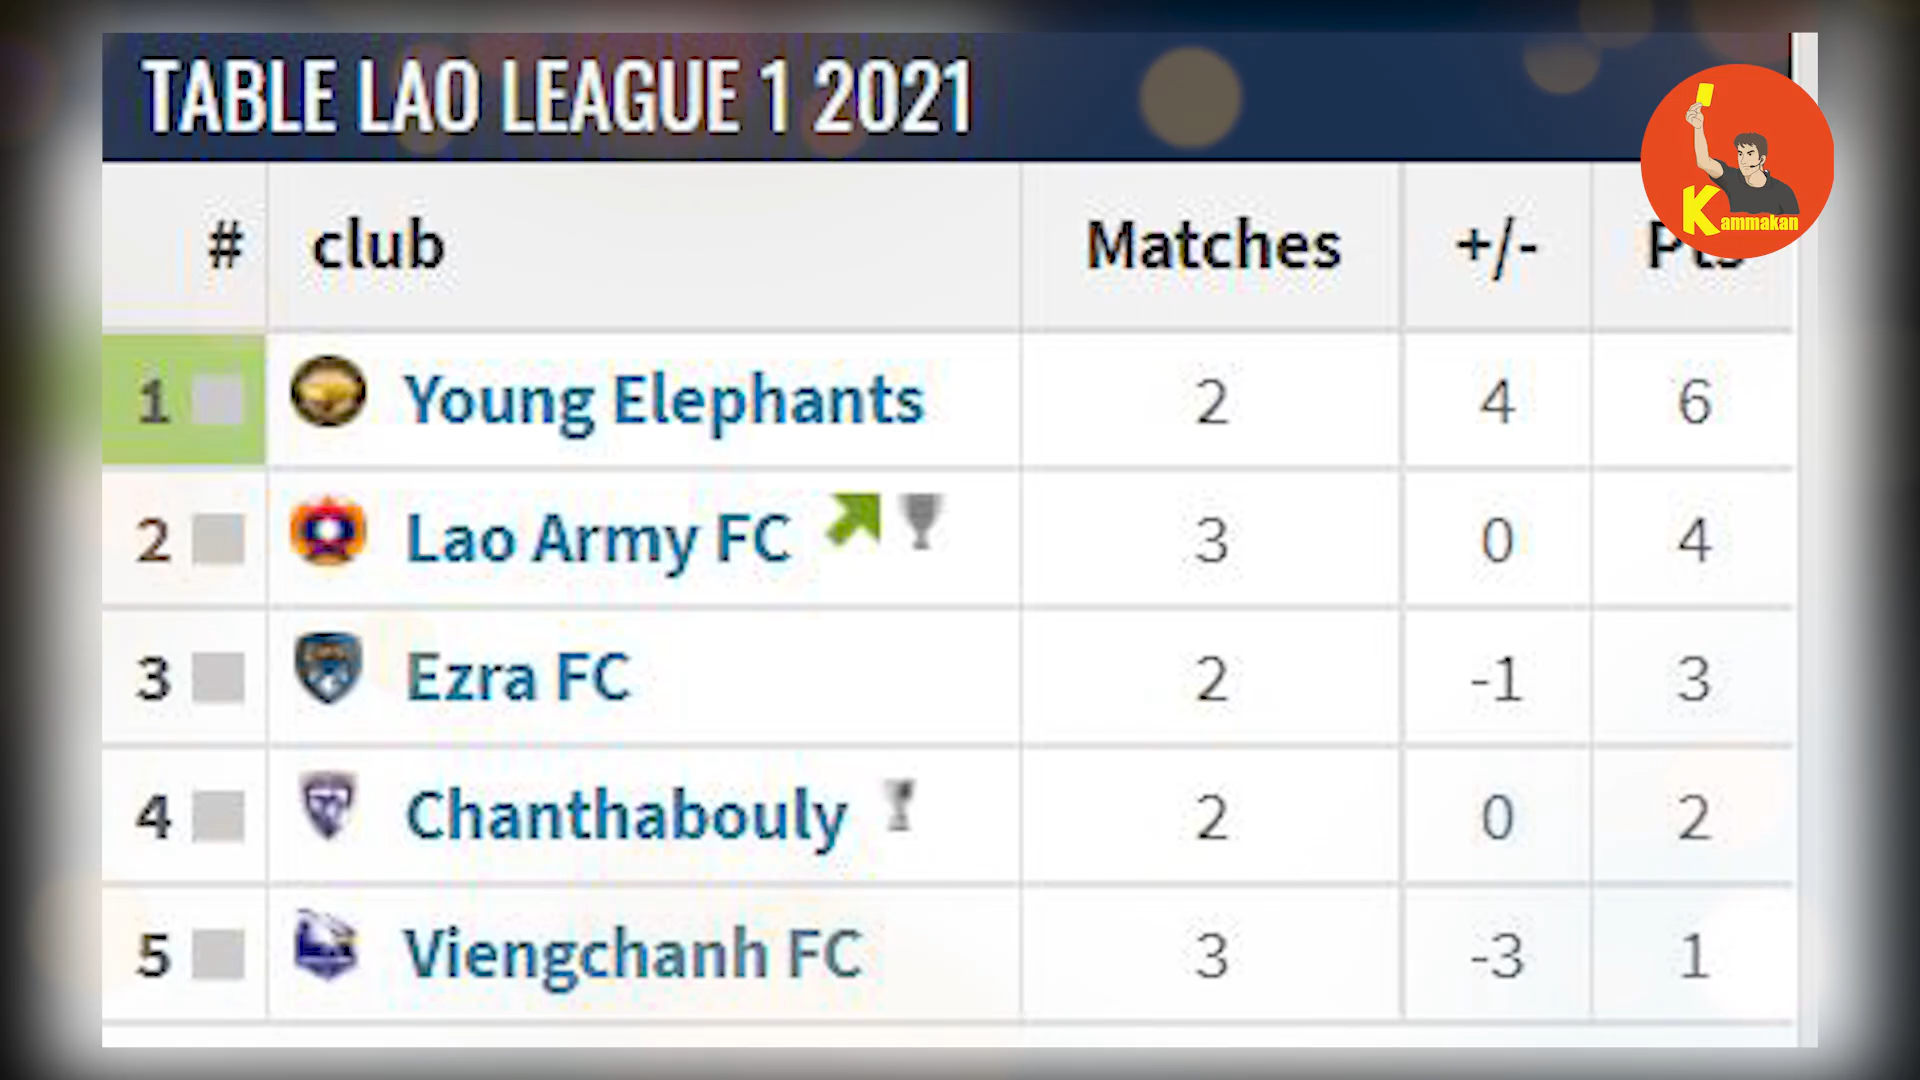 TABLE LAO LEAGUE 1 2021
Kammakan
# club Matches +/- Pts
1 Young Elephants 2 4 6
2 Lao Army FC 3 0 4
3 Ezra FC 2 -1 3
4 Chanthabouly 2 0 2
5 Viengchanh FC 3 -3 1